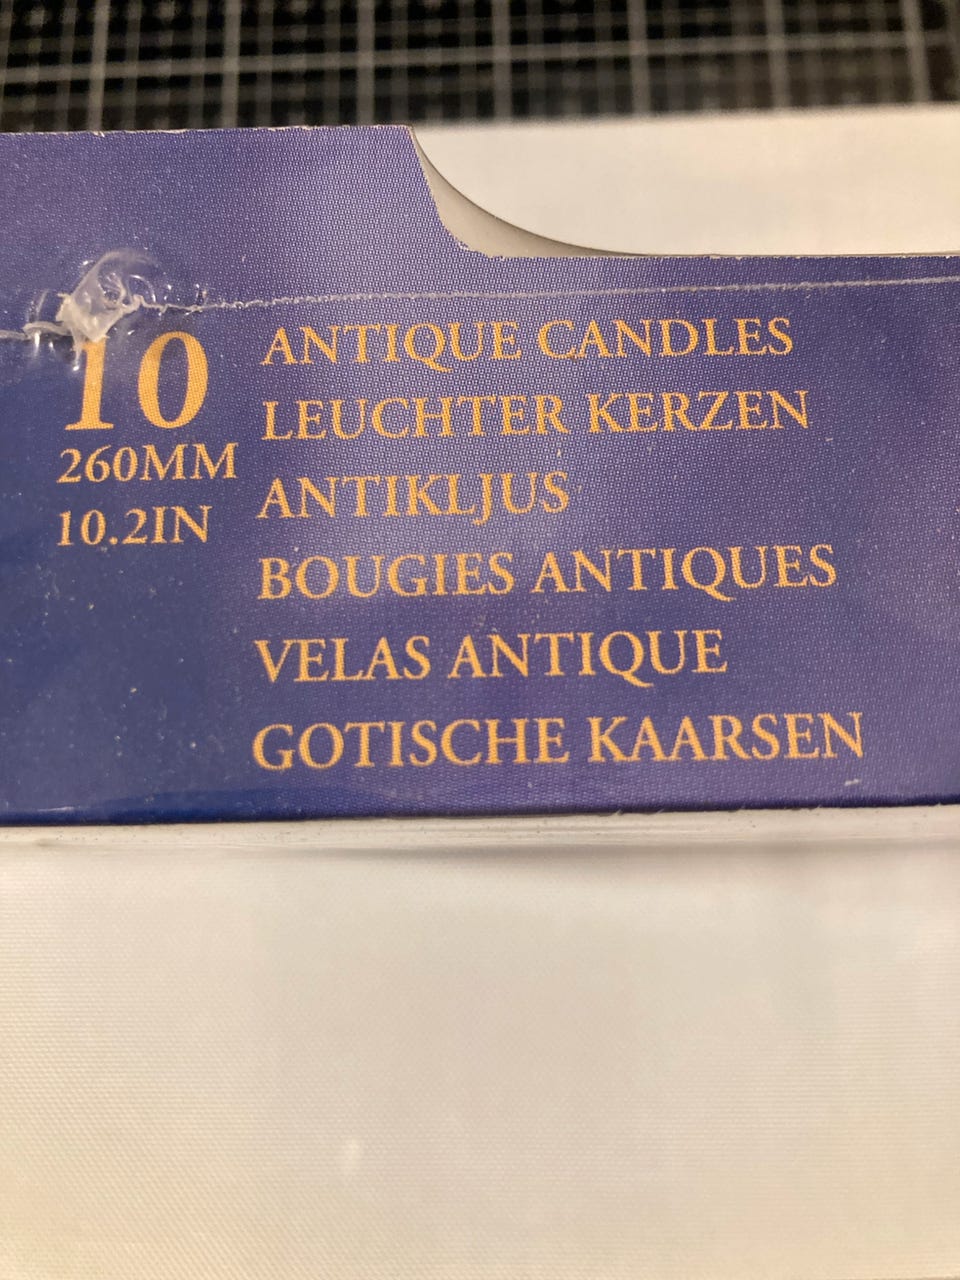 10
260MM
10.2IN
ANTIQUE CANDLES
LEUCHTER KERZEN
ANTIKLJUS
BOUGIES ANTIQUES
VELAS ANTIQUE
GOTISCHE KAARSEN